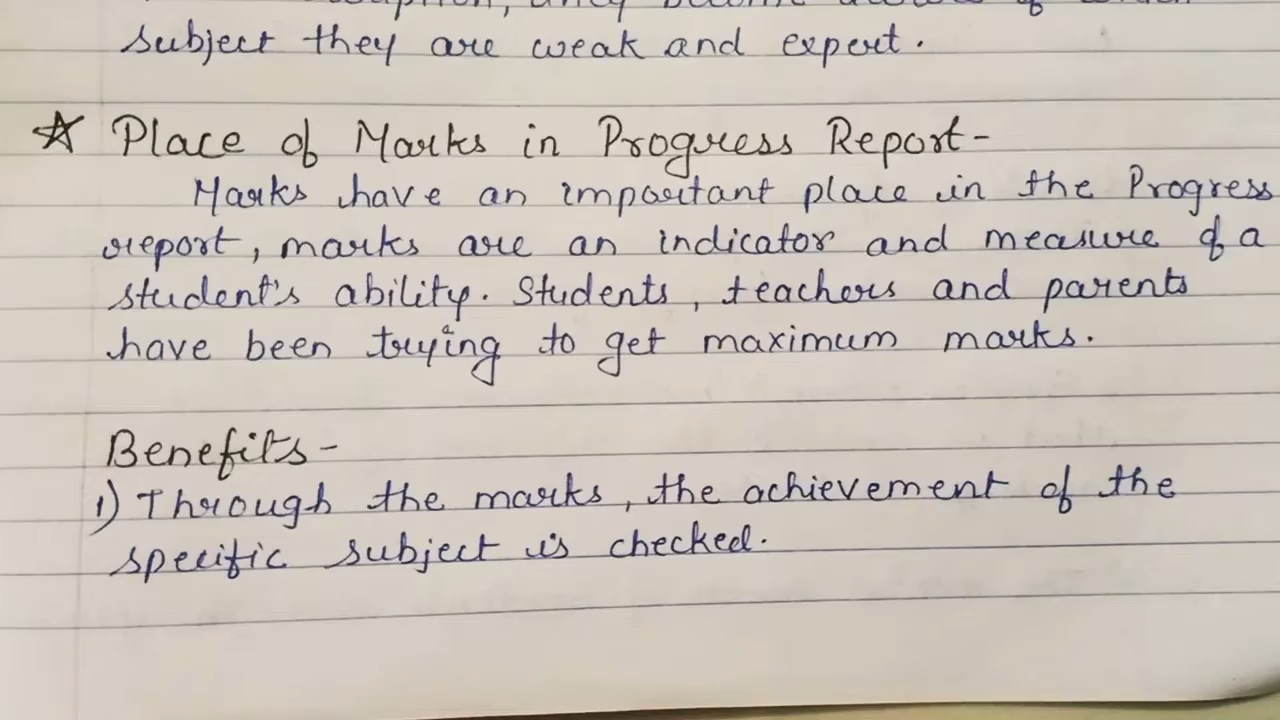 subject they are weak and expert.
☆ Place of Marks in Progress Report-
Marks have an important place in the Progress
report, marks are an indicator and measure of a
student's ability. Students, teachers and parents
have been trying to get maximum marks.
Benefits-
1) Through the marks, the achievement of the
specific subject is checked.